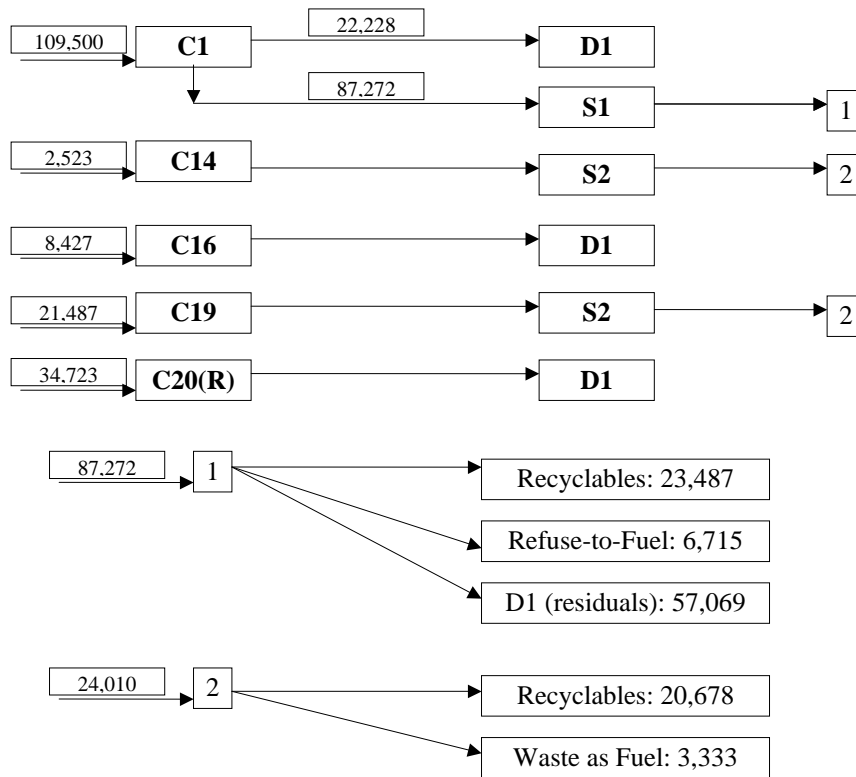 22,228
109,500 C1 D1
87,272
S1 1
2,523 C14 S2 2
8,427 C16 D1
21,487 C19 S2 2
34,723 C20(R) D1
87,272 1 Recyclables: 23,487
Refuse-to-Fuel: 6,715
D1 (residuals): 57,069
24,010 2 Recyclables: 20,678
Waste as Fuel: 3,333